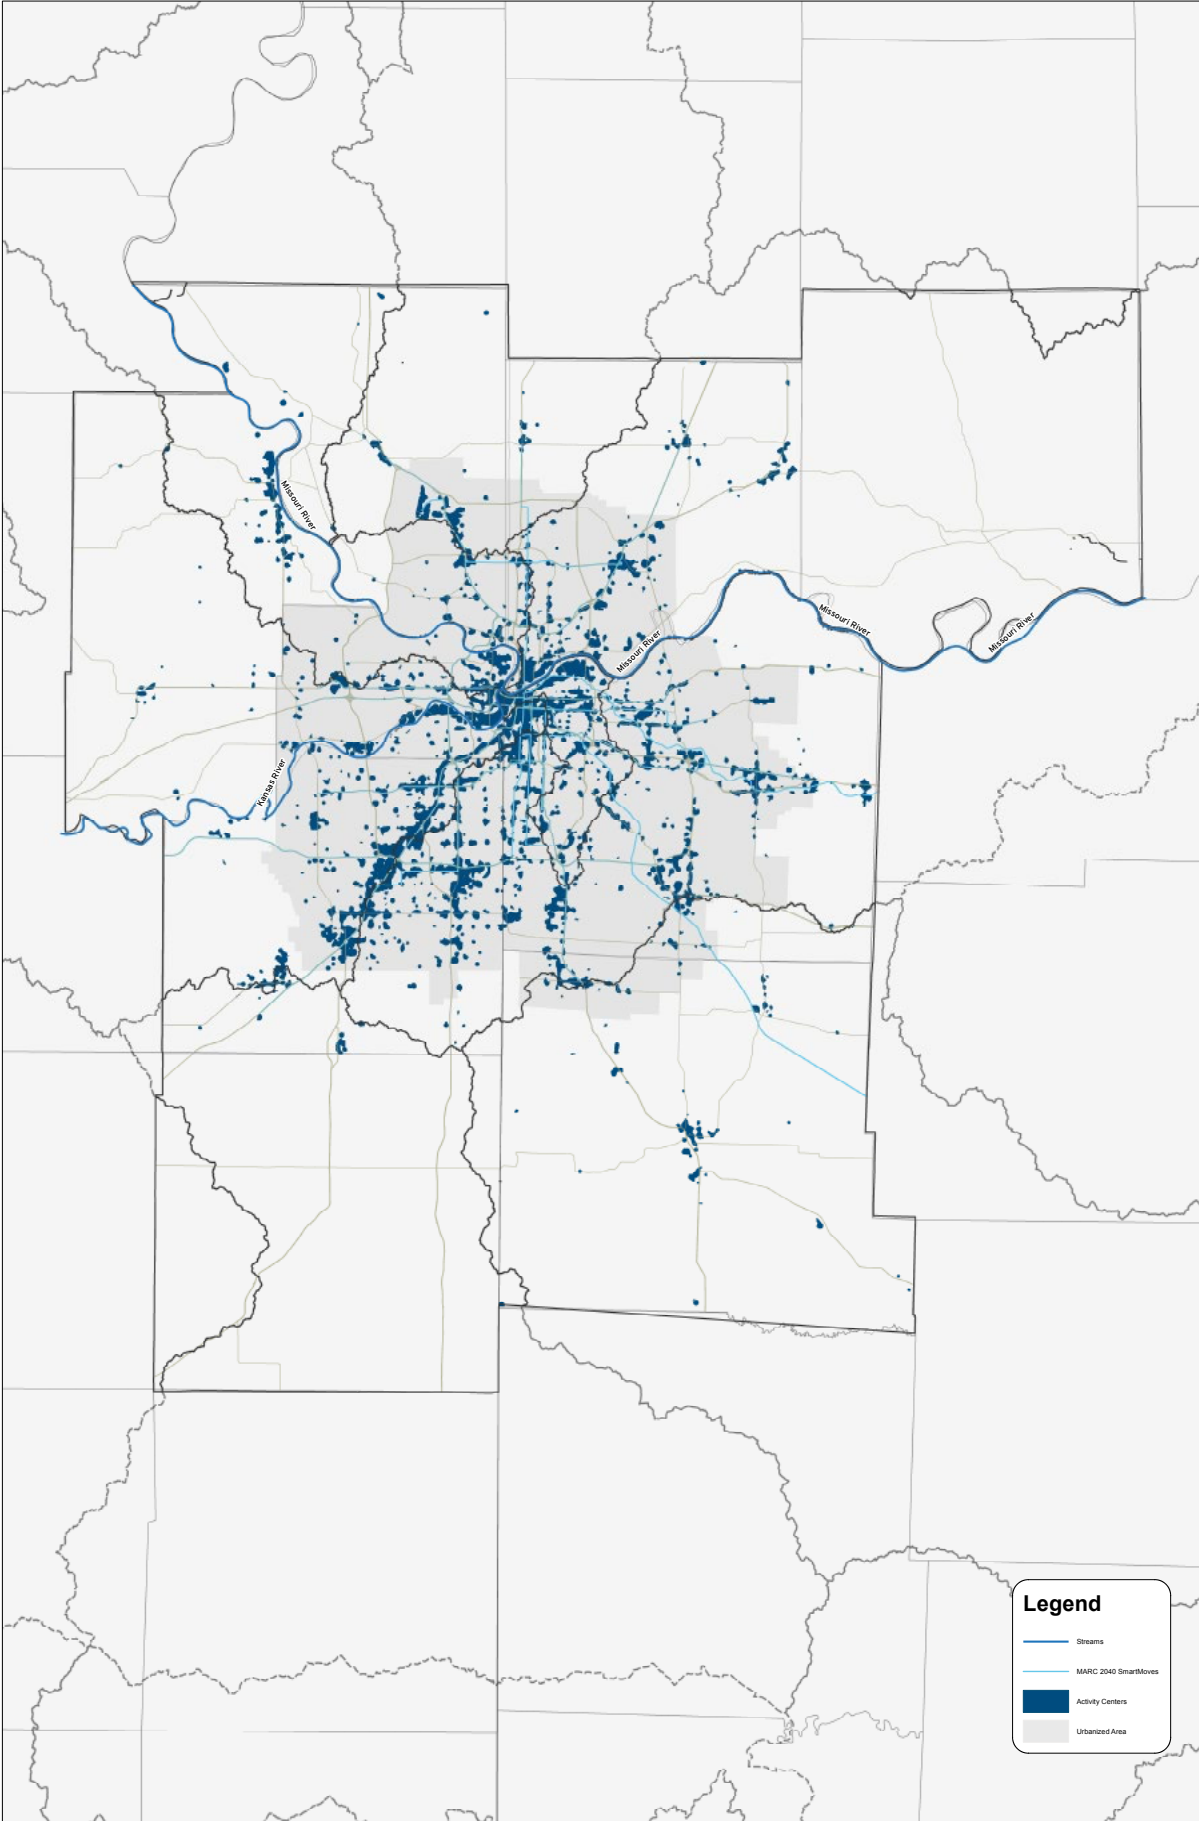 Missouri River
Missouri River
Missouri River
Missouri River
Kansas River
Legend
Streams
MARC 2040 SmartMoves
Activity Centers
Urbanized Area